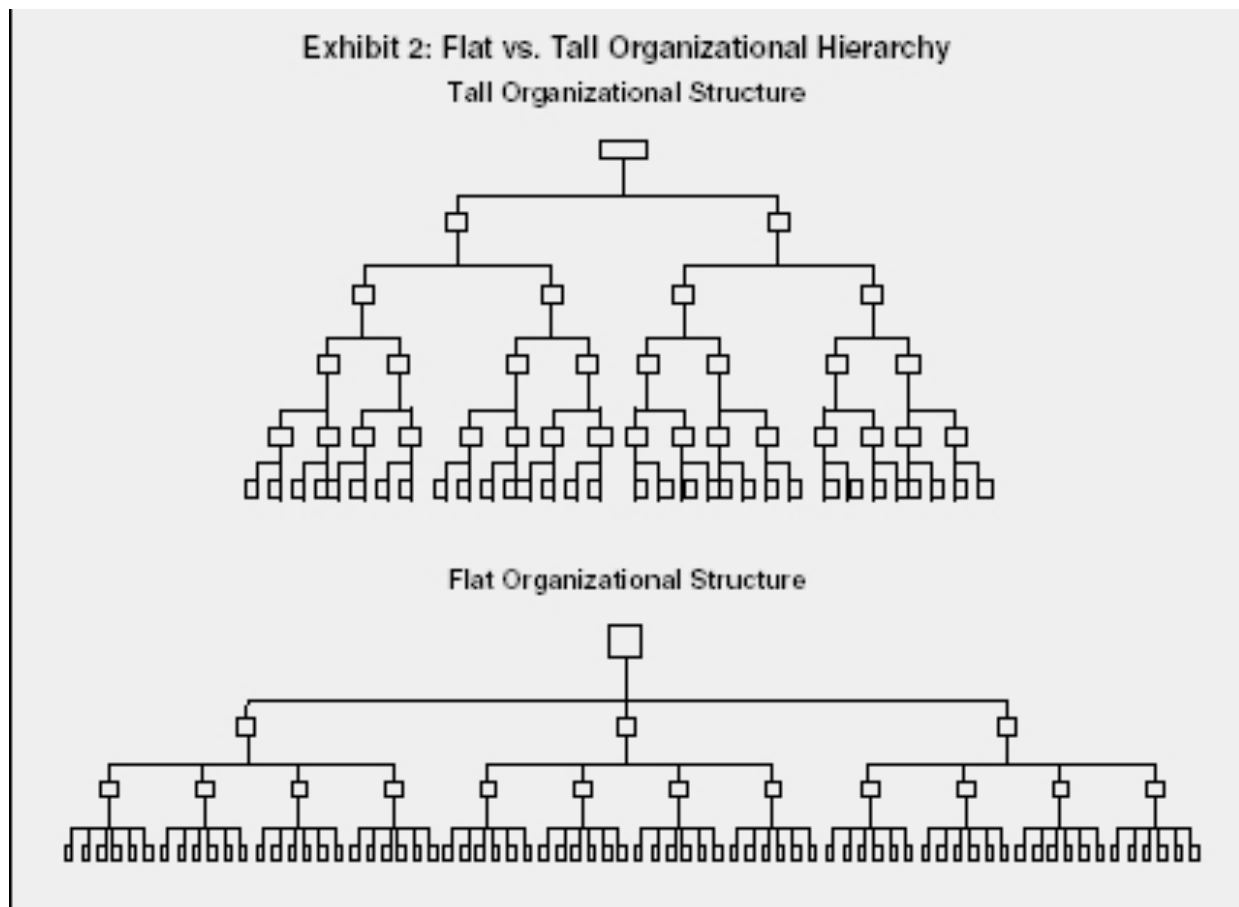 Exhibit 2: Flat vs. Tall Organizational Hierarchy
Tall Organizational Structure
Flat Organizational Structure